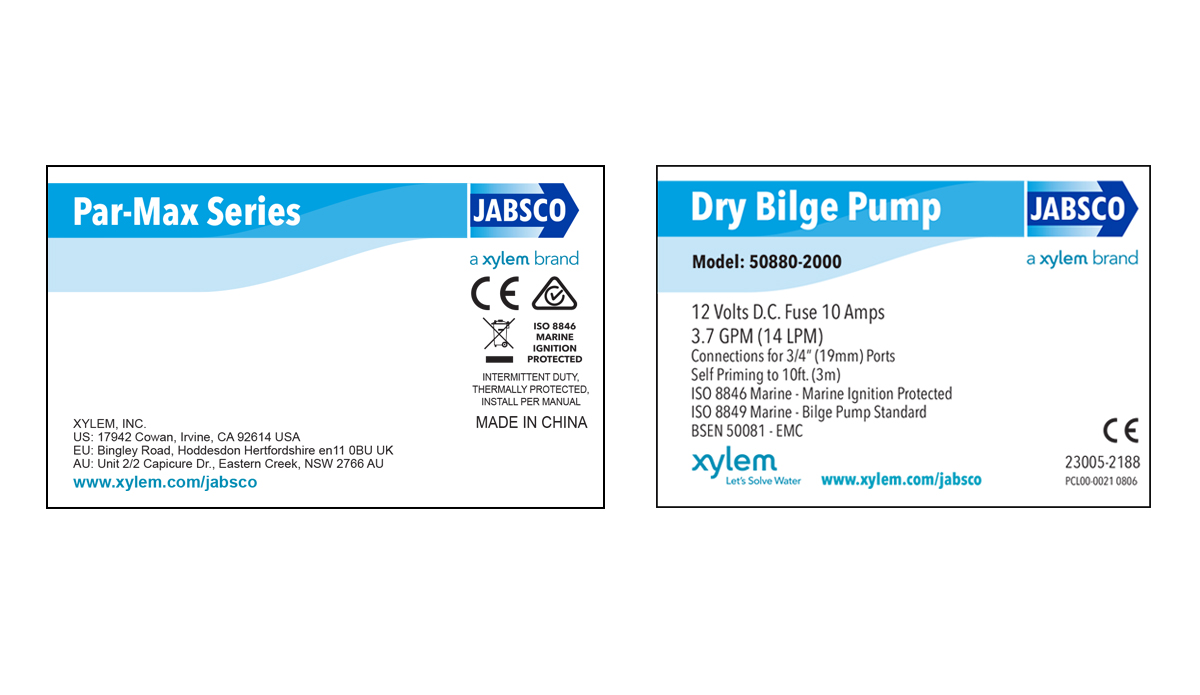 Par-Max Series
JABSCO
a xylem brand
CE
ISO 8846
MARINE
IGNITION
PROTECTED
INTERMITTENT DUTY,
THERMALLY PROTECTED,
INSTALL PER MANUAL
MADE IN CHINA
XYLEM, INC.
US: 17942 Cowan, Irvine, CA 92614 USA
EU: Bingley Road, Hoddesdon Hertfordshire en11 0BU UK
AU: Unit 2/2 Capicure Dr., Eastern Creek, NSW 2766 AU
www.xylem.com/jabsco
Dry Bilge Pump
JABSCO
a xylem brand
Model: 50880-2000
12 Volts D.C. Fuse 10 Amps
3.7 GPM (14 LPM)
Connections for 3/4” (19mm) Ports
Self Priming to 10ft. (3m)
ISO 8846 Marine - Marine Ignition Protected
ISO 8849 Marine - Bilge Pump Standard
BSEN 50081 - EMC
CE
xylem
Let's Solve Water
www.xylem.com/jabsco
23005-2188
PCL00-0021 0806